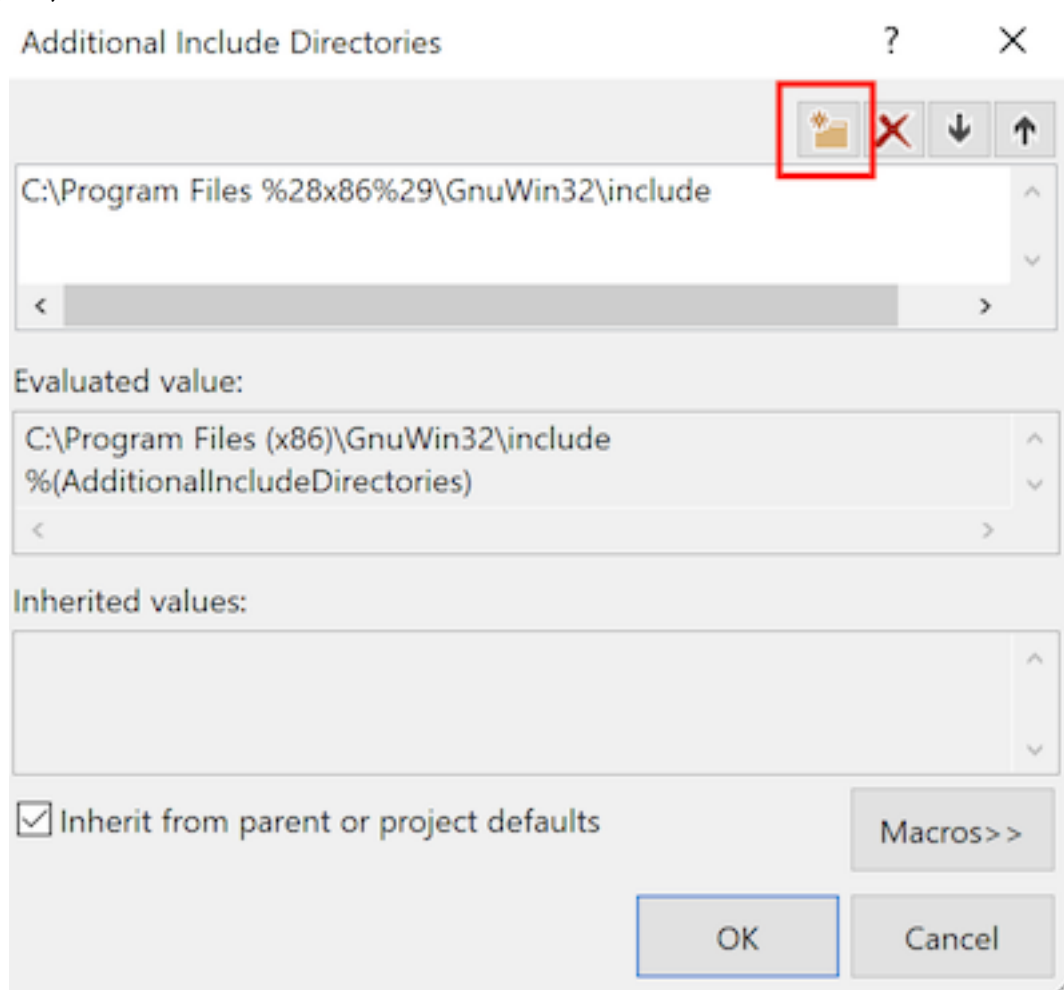 Additional Include Directories
C:\Program Files %28x86%29\GnuWin32\include
Evaluated value:
C:\Program Files (x86)\GnuWin32\include
%(AdditionalIncludeDirectories)
Inherited values:
Inherit from parent or project defaults
Macros>>
OK
Cancel